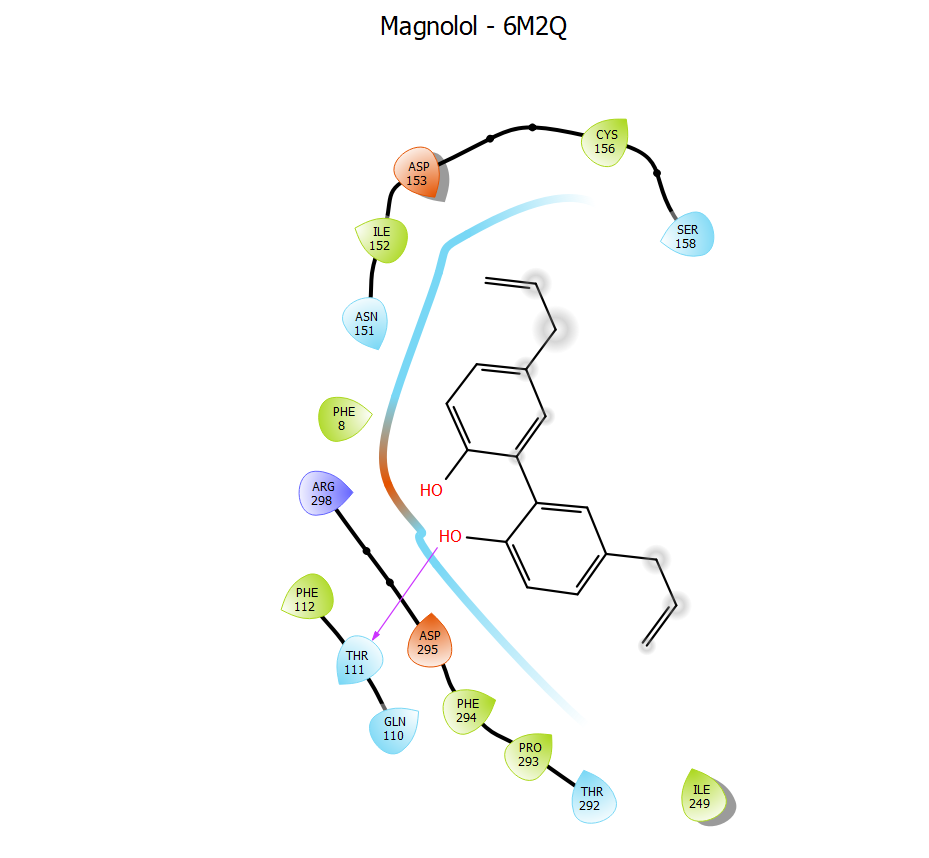 Magnolol - 6M2Q
CYS
156
ASP
153
SER
158
ILE
152
ASN
151
PHE
8
ARG
298
HO
HO
PHE
112
ASP
295
THR
111
PHE
294
GLN
110
PRO
293
THR
292
ILE
249